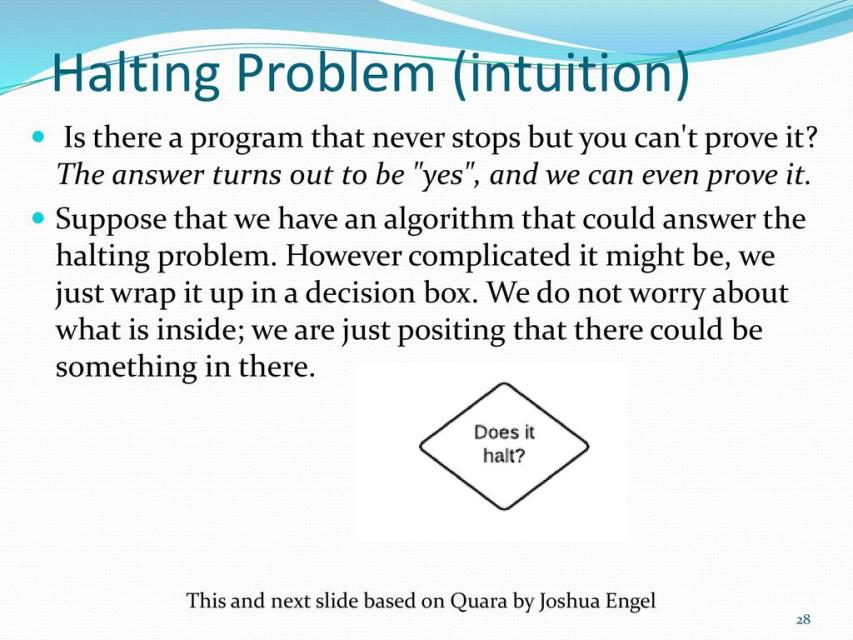 Halting Problem (intuition)
• Is there a program that never stops but you can't prove it?
The answer turns out to be "yes", and we can even prove it.
• Suppose that we have an algorithm that could answer the
halting problem. However complicated it might be, we
just wrap it up in a decision box. We do not worry about
what is inside; we are just positing that there could be
something in there.
Does it
halt?
This and next slide based on Quara by Joshua Engel
28